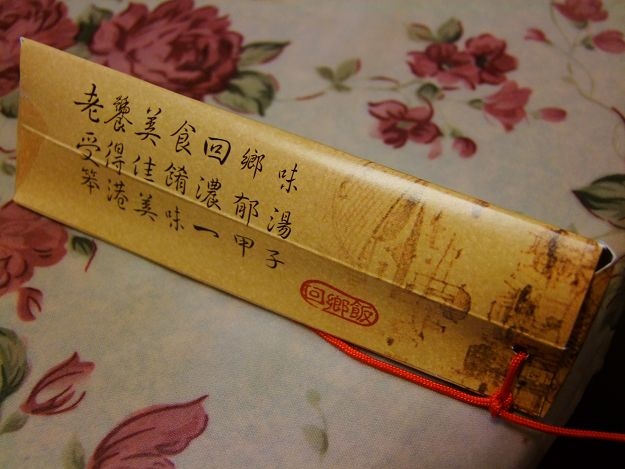 老饕美食回鄉味
受得佳餚濃郁湯
笨港美味一甲子
回鄉飯